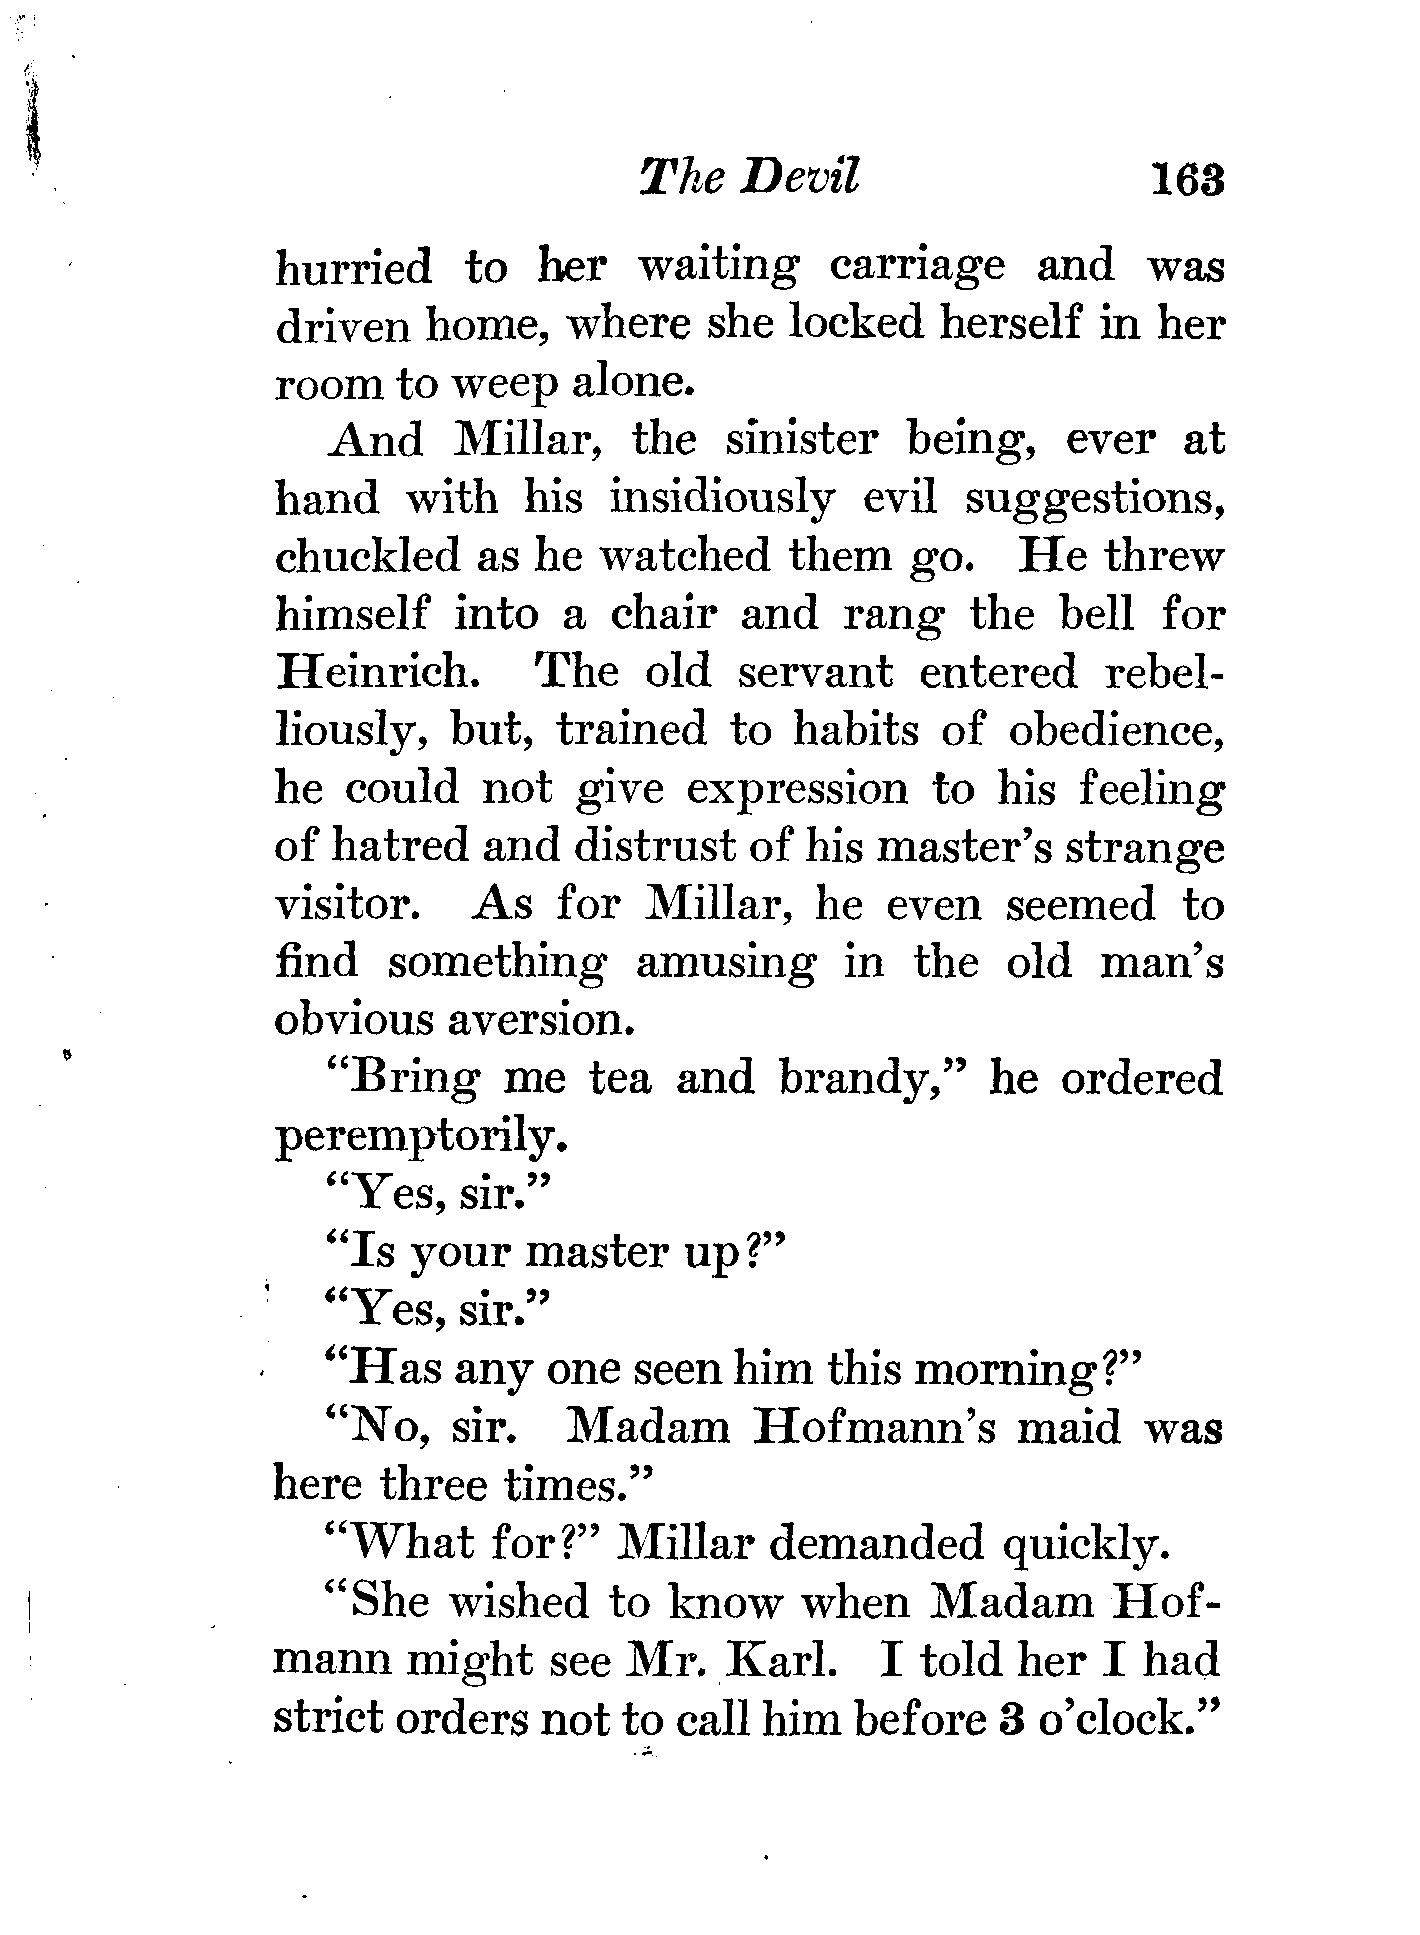 The Devil 163
hurried to her waiting carriage and was
driven home, where she locked herself in her
room to weep alone.
And Millar, the sinister being, ever at
hand with his insidiously evil suggestions,
chuckled as he watched them go. He threw
himself into a chair and rang the bell for
Heinrich. The old servant entered rebel-
liously, but, trained to habits of obedience,
he could not give expression to his feeling
of hatred and distrust of his master's strange
visitor. As for Millar, he even seemed to
find something amusing in the old man's
obvious aversion.
"Bring me tea and brandy," he ordered
peremptorily.
"Yes, sir."
"Is your master up?"
"Yes, sir."
"Has any one seen him this morning?"
"No, sir. Madam Hofmann's maid was
here three times."
"What for?" Millar demanded quickly.
"She wished to know when Madam Hof-
mann might see Mr. Karl. I told her I had
strict orders not to call him before 3 o'clock."